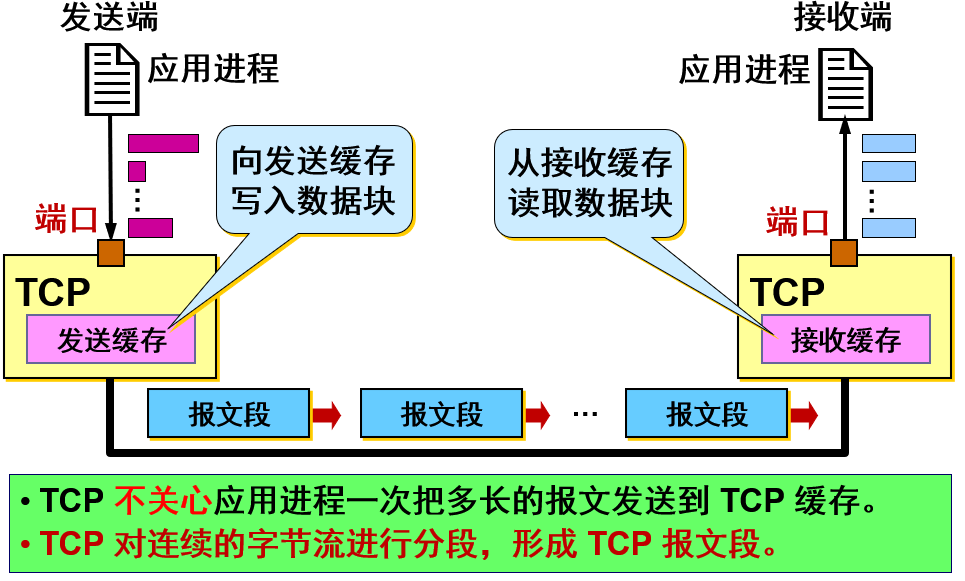 发送端
接收端
应用进程
应用进程
向发送缓存
写入数据块
从接收缓存
读取数据块
⋮
⋮
端口
端口
TCP
TCP
发送缓存
接收缓存
报文段
报文段
…
报文段
• TCP 不关心应用进程一次把多长的报文发送到 TCP 缓存。
• TCP 对连续的字节流进行分段，形成 TCP 报文段。